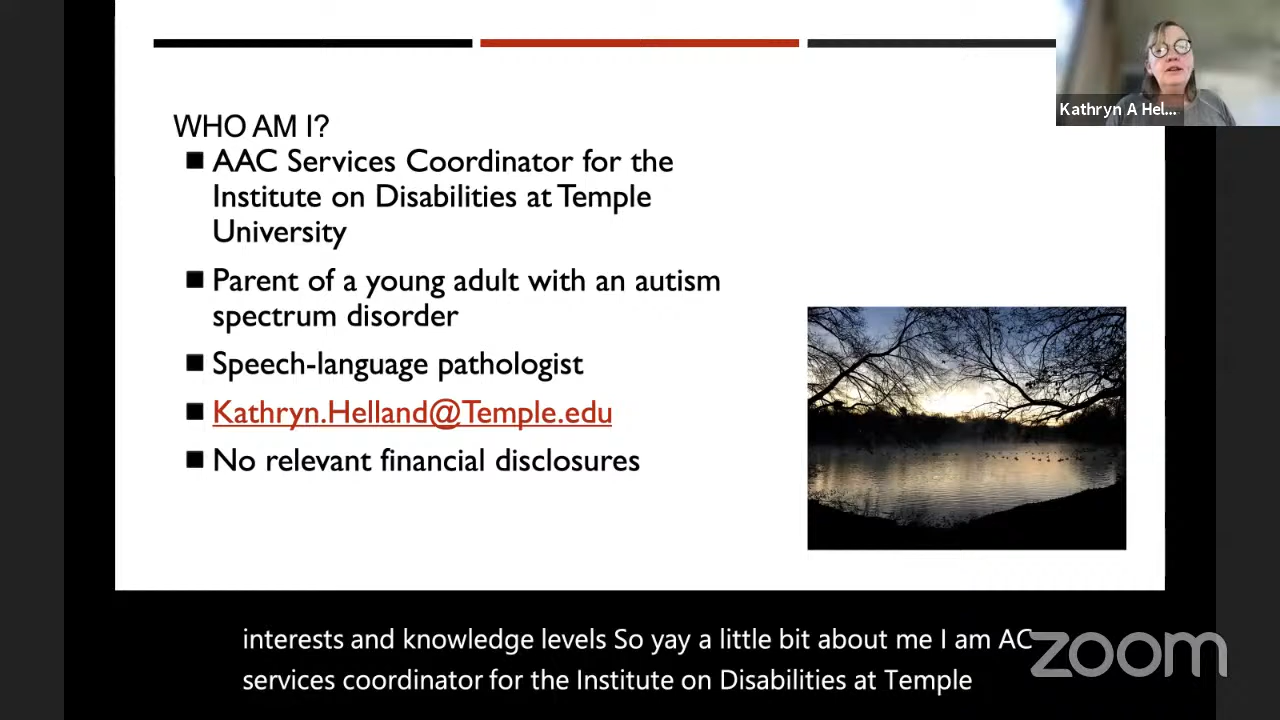 WHO AM I?
■ AAC Services Coordinator for the
Institute on Disabilities at Temple
University
■ Parent of a young adult with an autism
spectrum disorder
■ Speech-language pathologist
■ Kathryn.Helland@Temple.edu
■ No relevant financial disclosures
Kathryn A Hel...
interests and knowledge levels So yay a little bit about me I am AC
services coordinator for the Institute on Disabilities at Temple
zoom